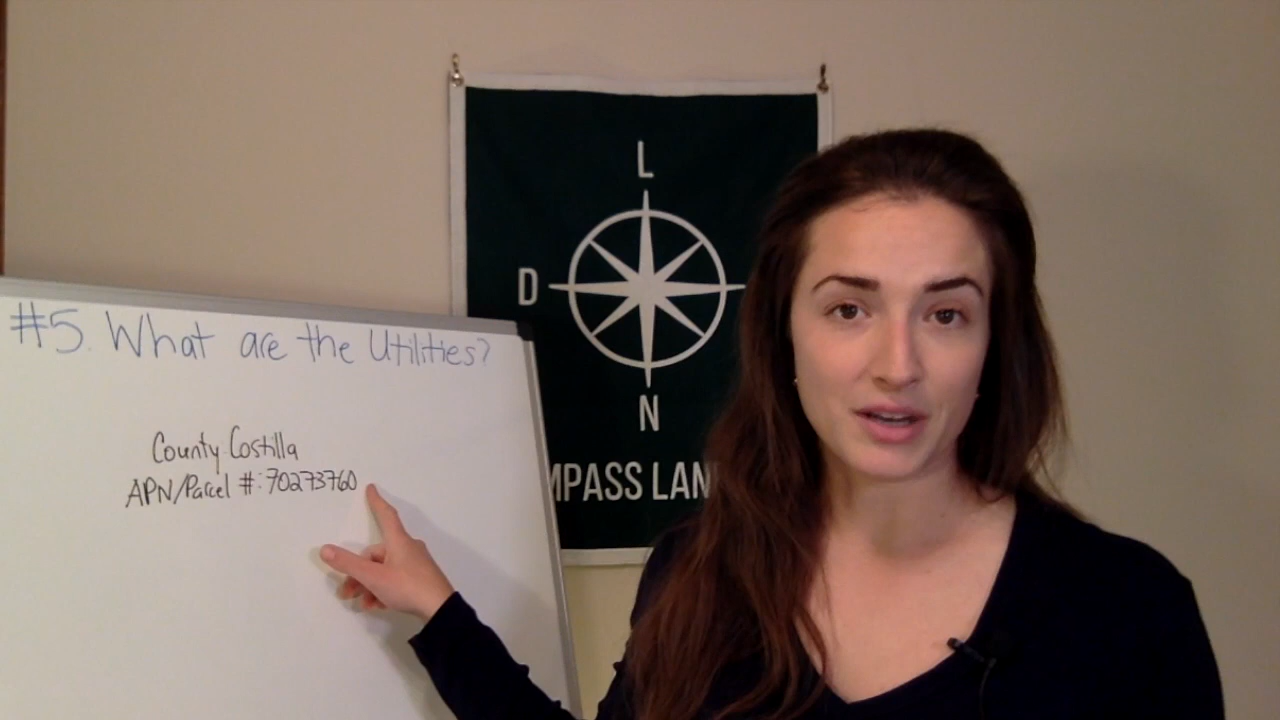 #5. What are the Utilities?
County Costilla
APN/Parcel #: 70273760
L
D
N
MPASS LAN